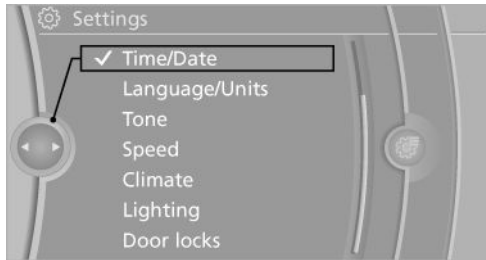 Settings
Time/Date
Language/Units
Tone
Speed
Climate
Lighting
Door locks